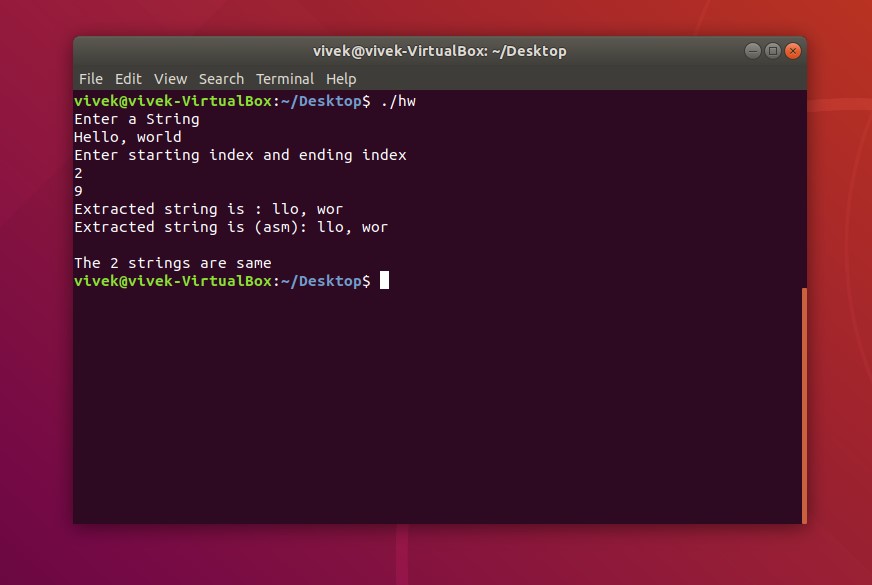 vivek@vivek-VirtualBox: ~/Desktop
File Edit View Search Terminal Help
vivek@vivek-VirtualBox:~/Desktop$ ./hw
Enter a String
Hello, world
Enter starting index and ending index
2
9
Extracted string is : llo, wor
Extracted string is (asm): llo, wor
The 2 strings are same
vivek@vivek-VirtualBox:~/Desktop$